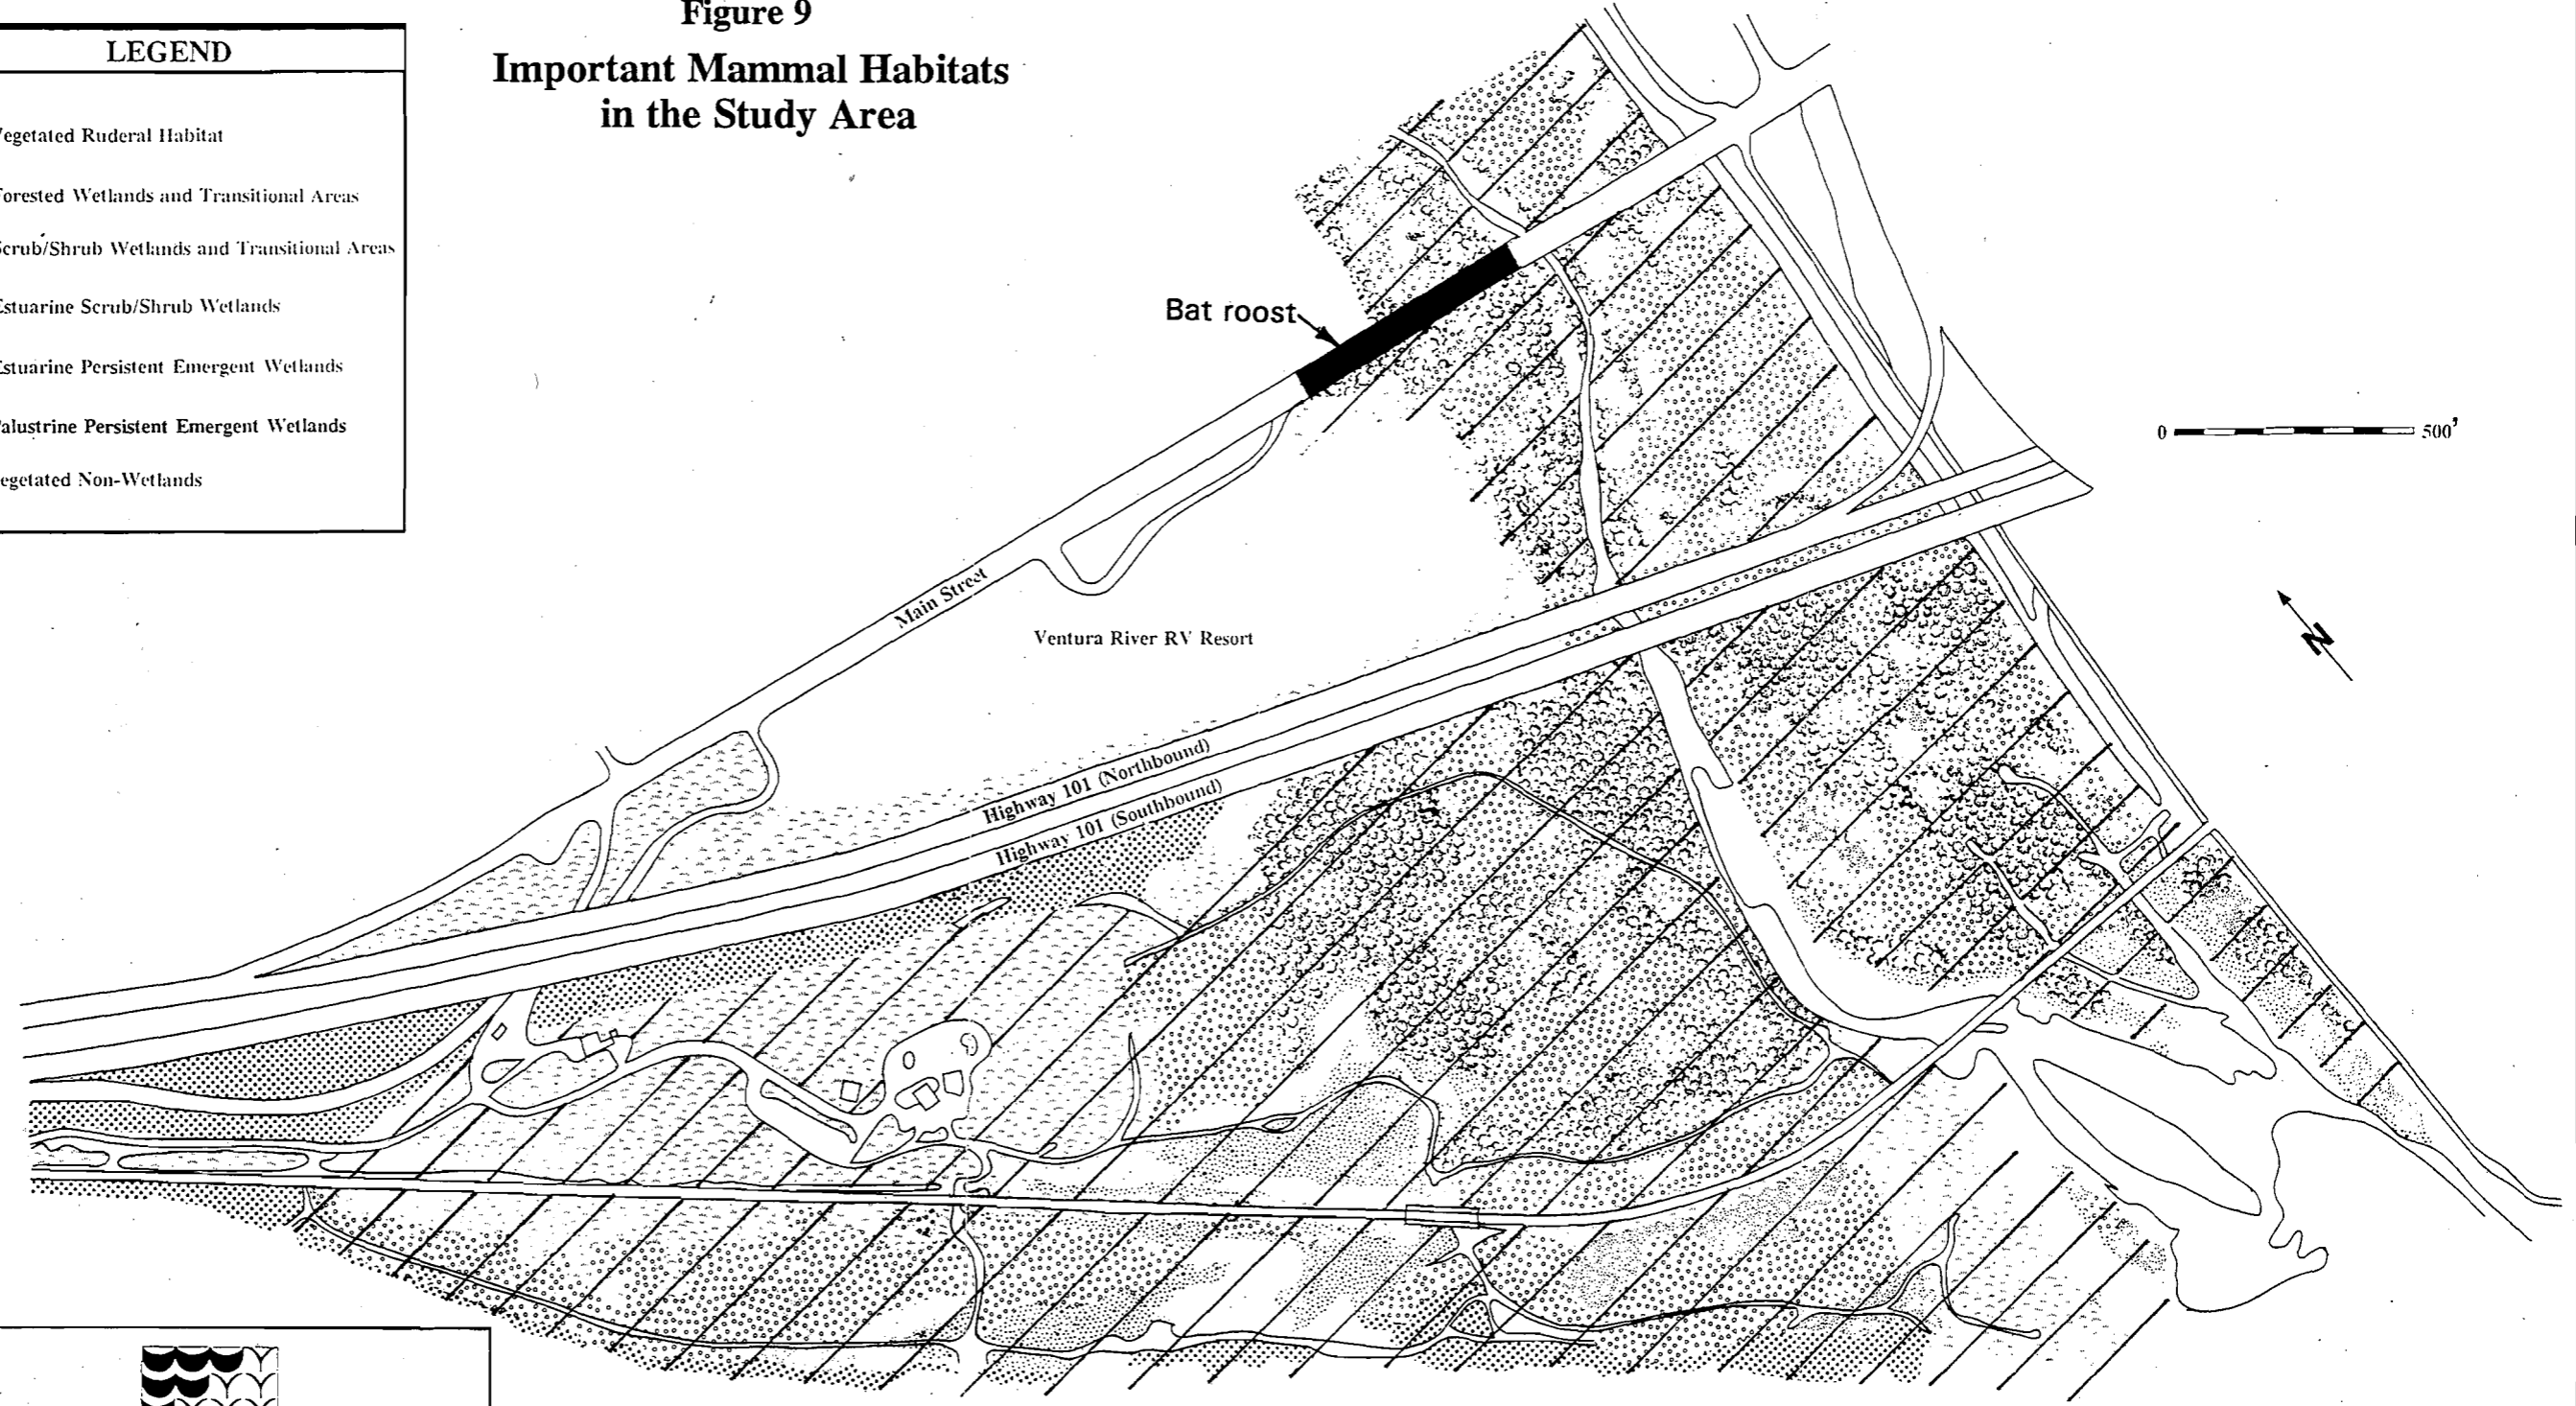 Figure 9
Important Mammal Habitats
in the Study Area
LEGEND
egetated Ruderal Habitat
orested Wetlands and Transitional Areas
crub/Shrub Wetlands and Transitional Areas
stuarine Scrub/Shrub Wetlands
stuarine Persistent Emergent Wetlands
alustrine Persistent Emergent Wetlands
egetated Non-Wetlands
Bat roost
0 500'
Main Street
N
Ventura River RV Resort
Highway 101 (Northbound)
Highway 101 (Southbound)